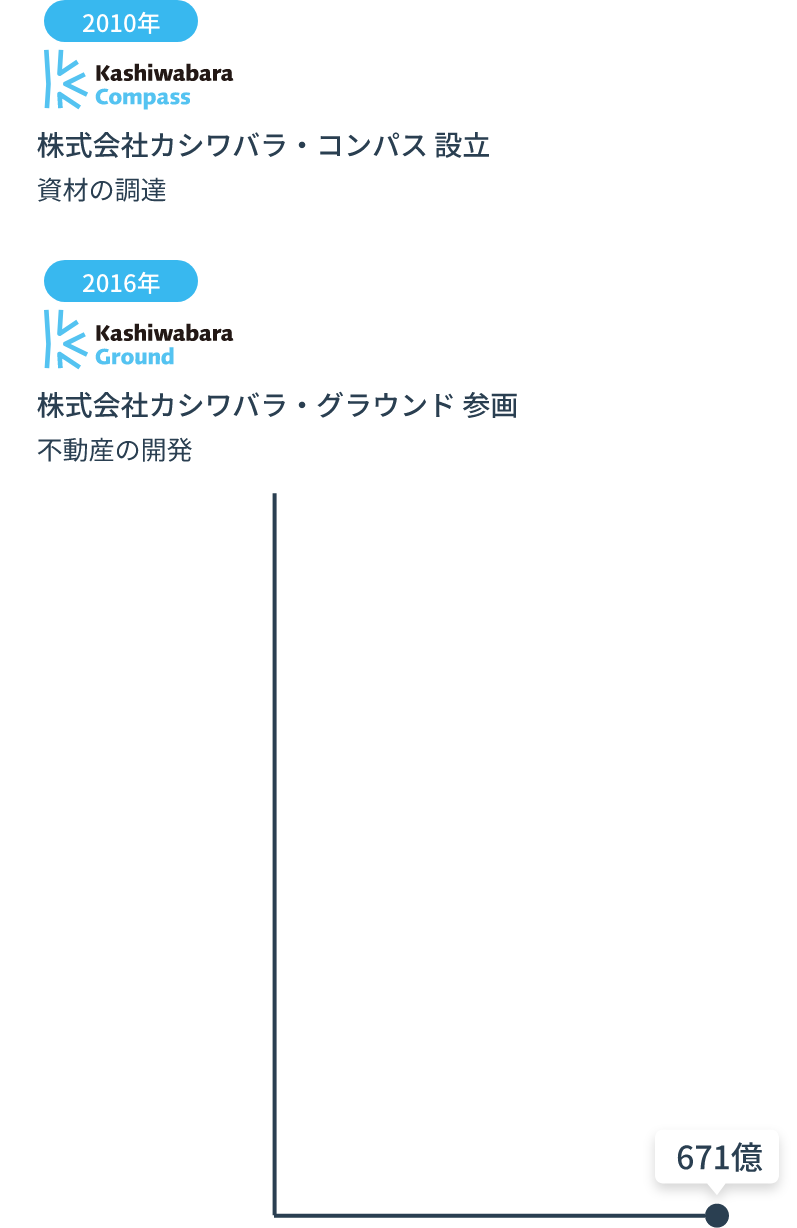 2010年
Kashiwabara
Compass
株式会社カシワバラ・コンパス 設立
資材の調達
2016年
Kashiwabara
Ground
株式会社カシワバラ・グラウンド 参画
不動産の開発
671億